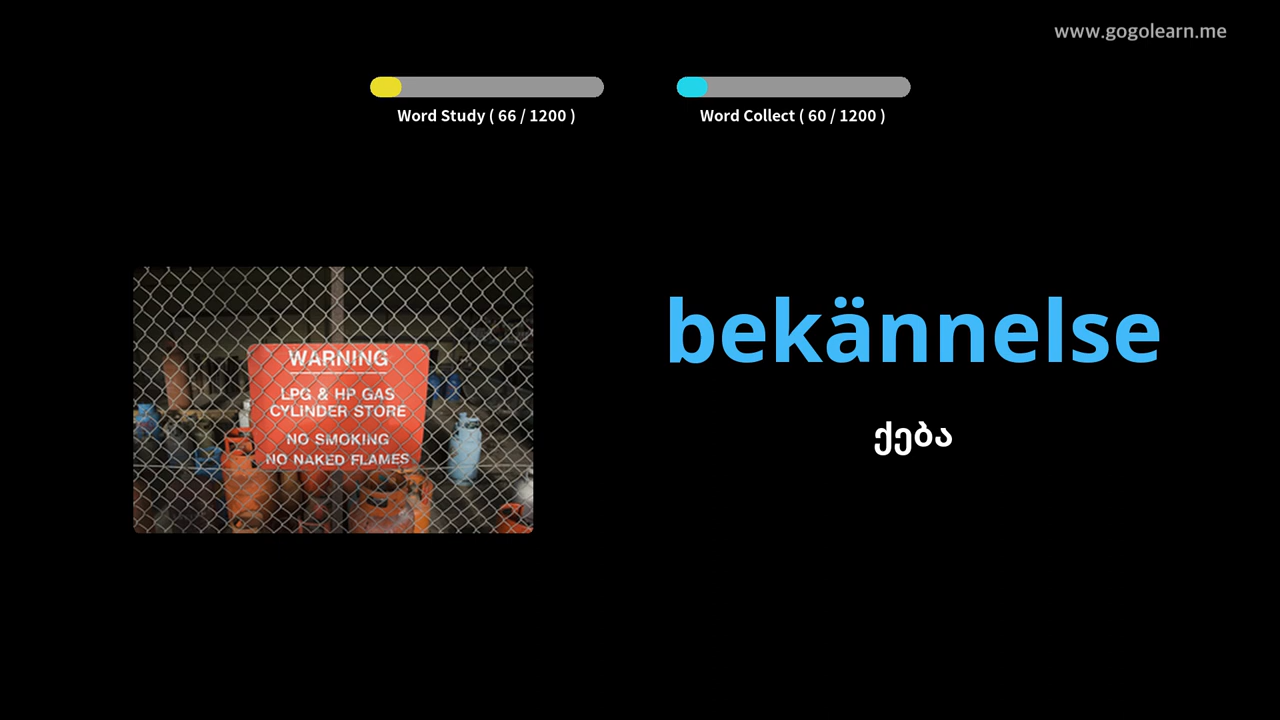 www.gogolearn.me
Word Study ( 66 / 1200 )
Word Collect ( 60 / 1200 )
WARNING
LPG & HP GAS
CYLINDER STORE
NO SMOKING
NO NAKED FLAMES
bekännelse
ქება